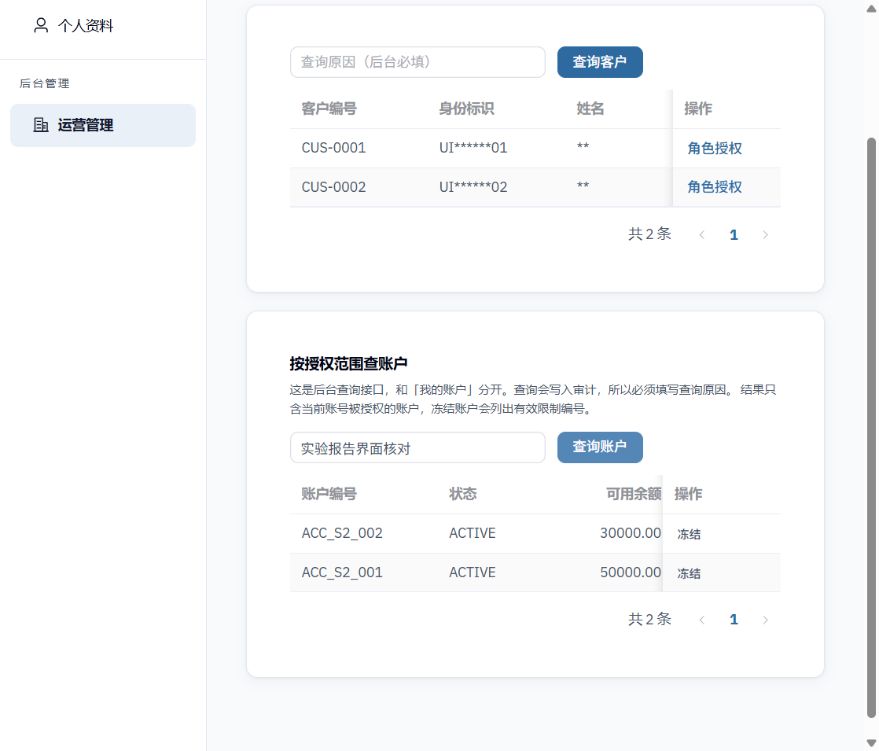 个人资料
后台管理
运营管理
查询原因（后台必填） 查询客户
客户编号 身份标识 姓名 操作
CUS-0001 UI******01 ** 角色授权
CUS-0002 UI******02 ** 角色授权
共 2 条 < 1 >
按授权范围查账户
这是后台查询接口，和「我的账户」分开。查询会写入审计，所以必须填写查询原因。 结果只
含当前账号被授权的账户，冻结账户会列出有效限制编号。
实验报告界面核对 查询账户
账户编号 状态 可用余额 操作
ACC_S2_002 ACTIVE 30000.00 冻结
ACC_S2_001 ACTIVE 50000.00 冻结
共 2 条 < 1 >